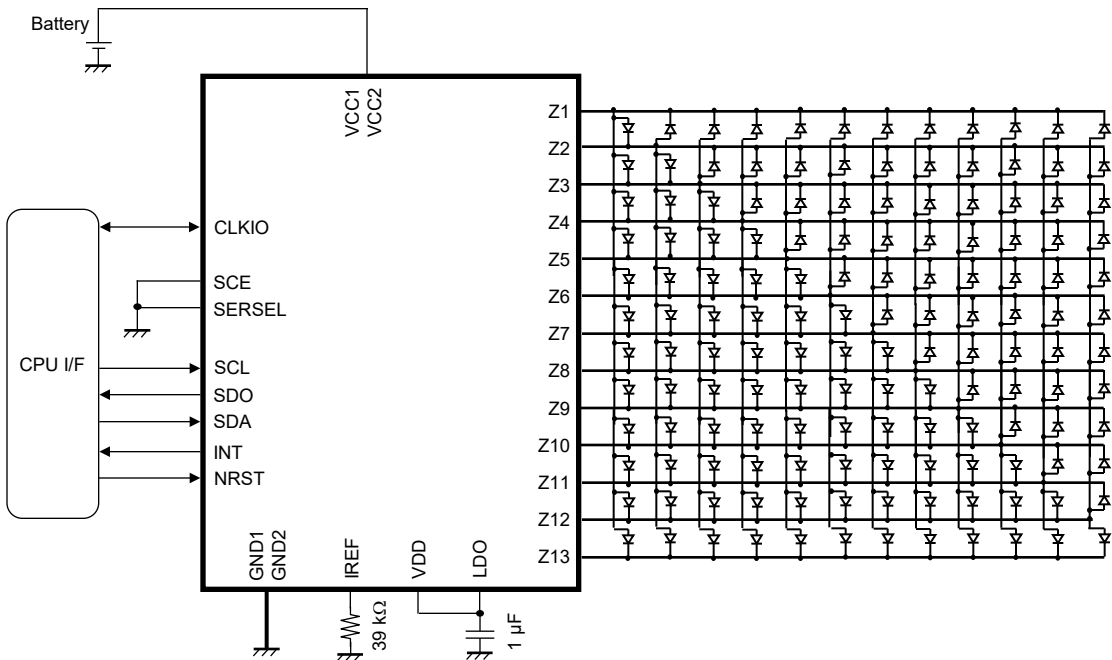 Battery
VCC1
VCC2
CPU I/F
CLKIO
SCE
SERSEL
SCL
SDO
SDA
INT
NRST
GND1
GND2
IREF
VDD
LDO
39 kΩ
1 µF
Z1
Z2
Z3
Z4
Z5
Z6
Z7
Z8
Z9
Z10
Z11
Z12
Z13